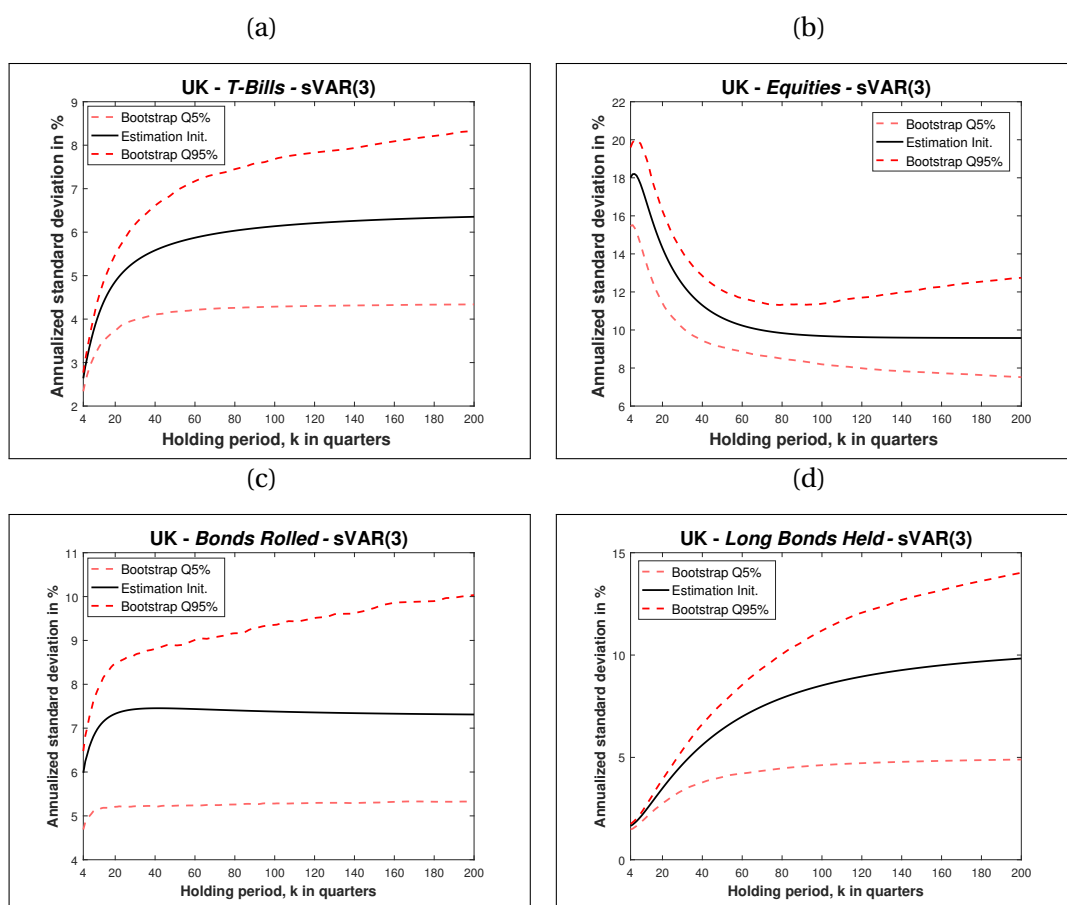 (a)
UK - T-Bills - sVAR(3)
Annualized standard deviation in %
9
8
7
6
5
4
3
2
Bootstrap Q5%
Estimation Init.
Bootstrap Q95%
4 20 40 60 80 100 120 140 160 180 200
Holding period, k in quarters
(b)
UK - Equities - sVAR(3)
Annualized standard deviation in %
22
20
18
16
14
12
10
8
6
Bootstrap Q5%
Estimation Init.
Bootstrap Q95%
4 20 40 60 80 100 120 140 160 180 200
Holding period, k in quarters
(c)
UK - Bonds Rolled - sVAR(3)
Annualized standard deviation in %
11
10
9
8
7
6
5
4
Bootstrap Q5%
Estimation Init.
Bootstrap Q95%
4 20 40 60 80 100 120 140 160 180 200
Holding period, k in quarters
(d)
UK - Long Bonds Held - sVAR(3)
Annualized standard deviation in %
15
10
5
0
Bootstrap Q5%
Estimation Init.
Bootstrap Q95%
4 20 40 60 80 100 120 140 160 180 200
Holding period, k in quarters